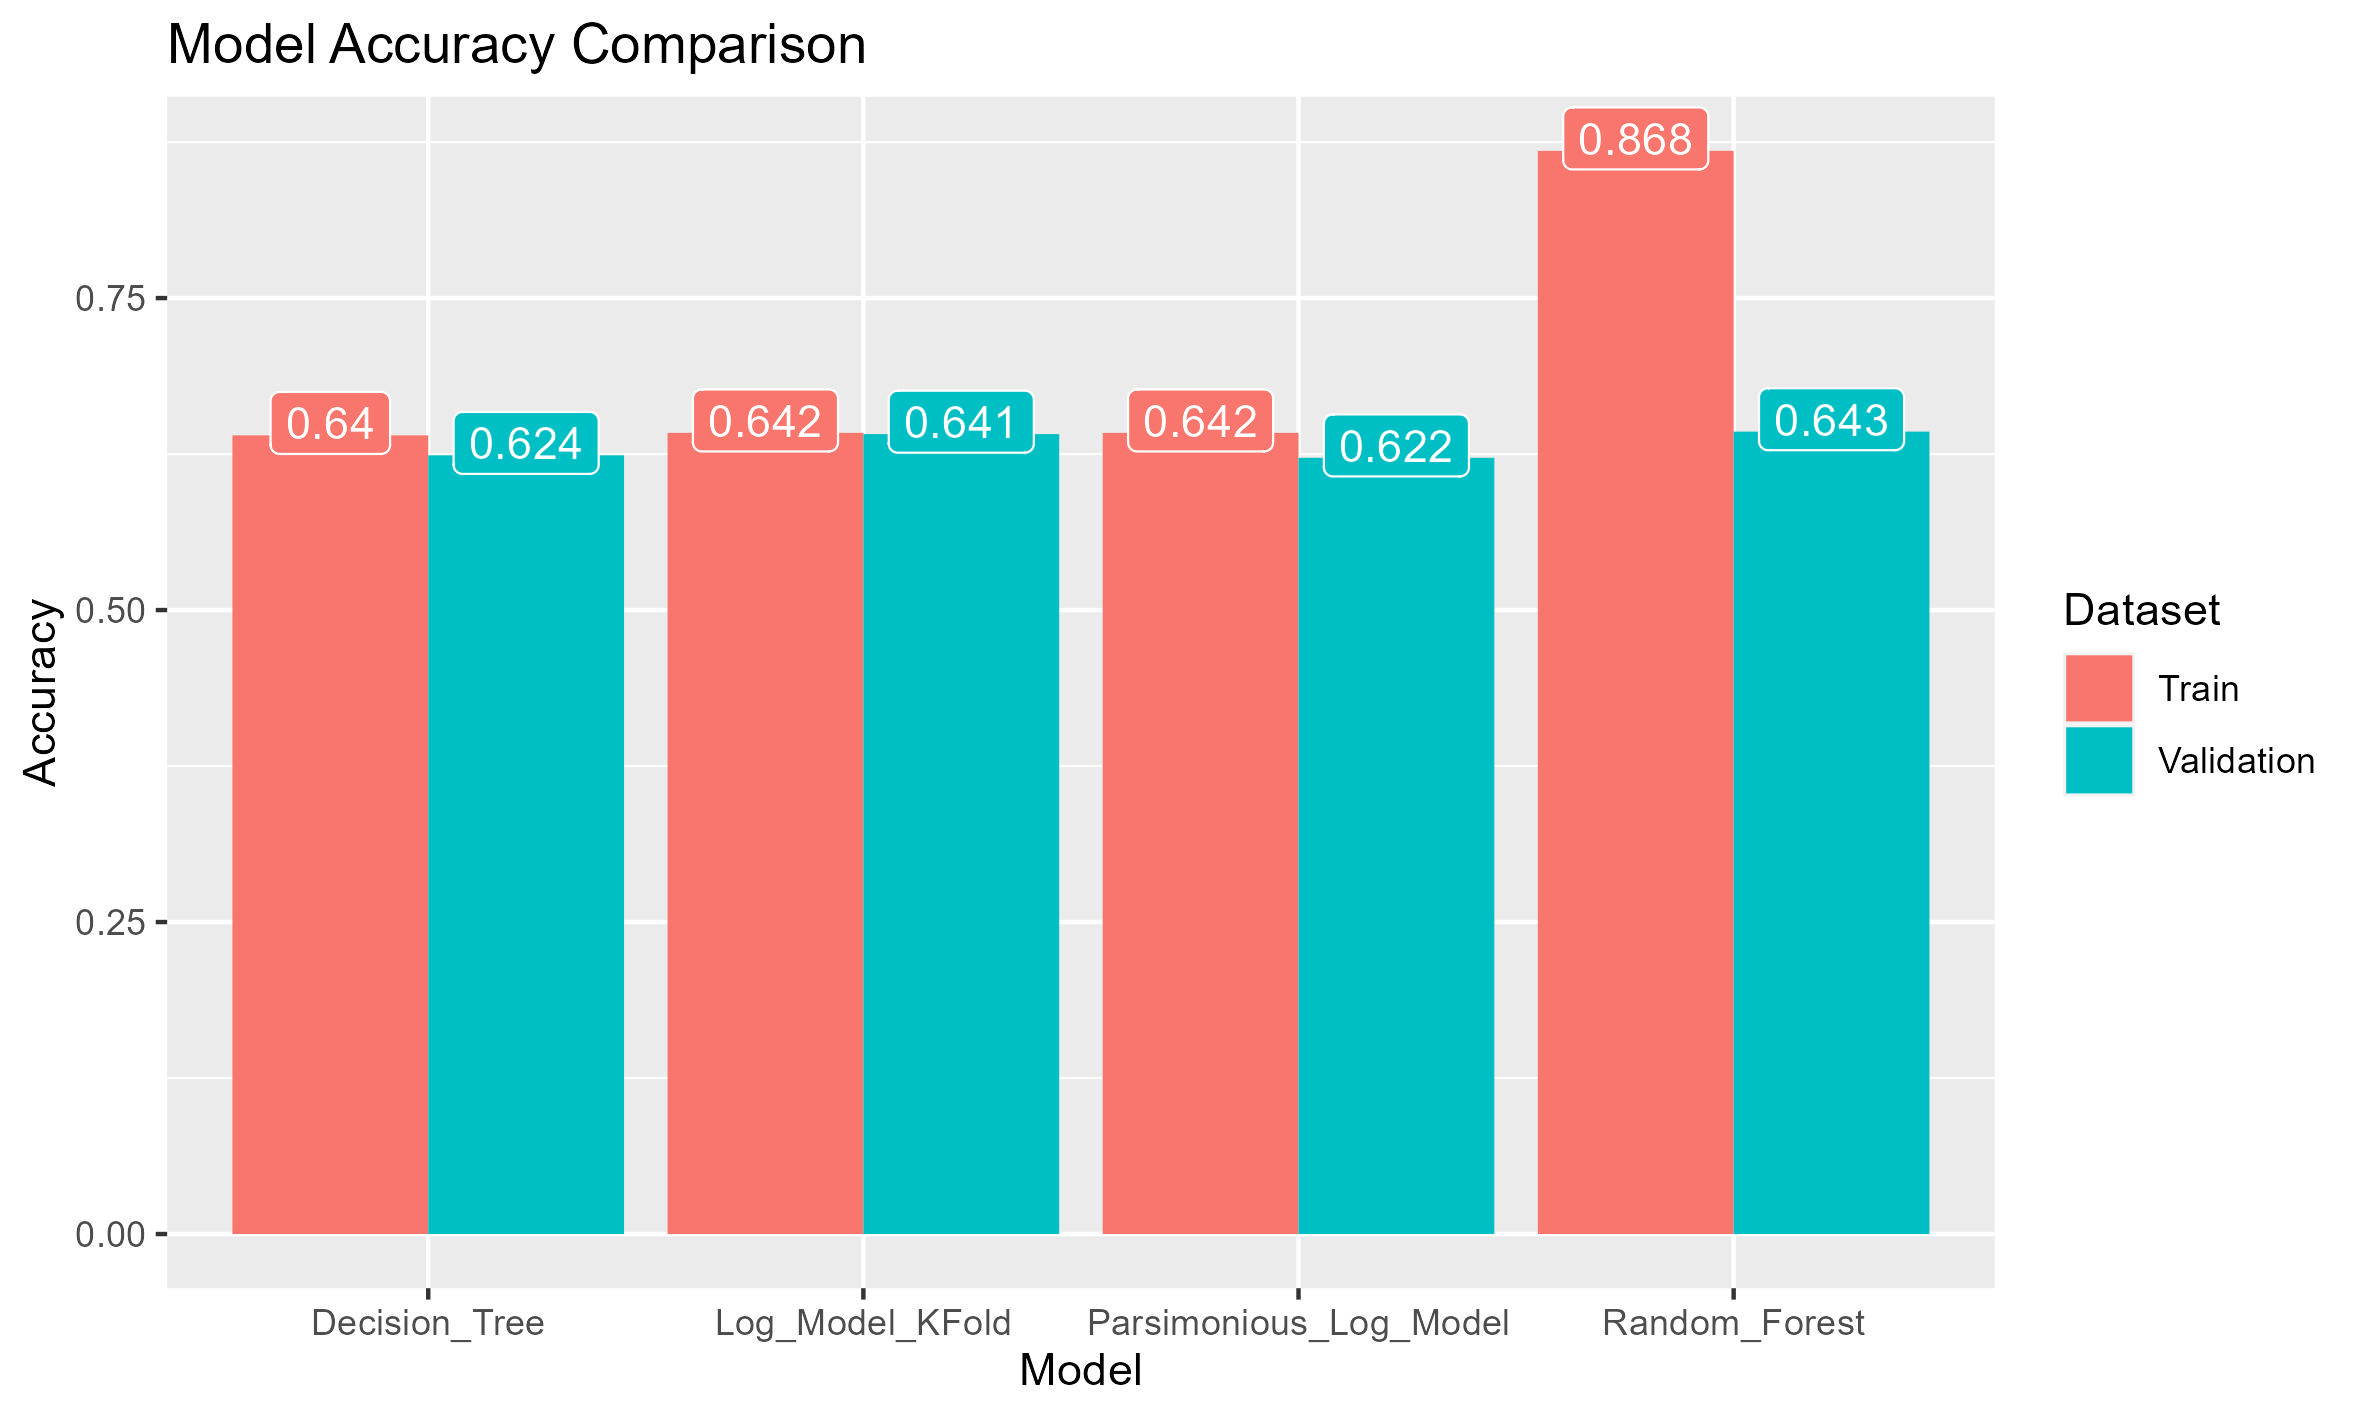 Model Accuracy Comparison
0.868
0.75
0.64
0.624
0.642
0.641
0.642
0.622
0.643
0.50
0.25
0.00
Accuracy
Dataset
Train
Validation
Decision_Tree
Log_Model_KFold
Parsimonious_Log_Model
Random_Forest
Model